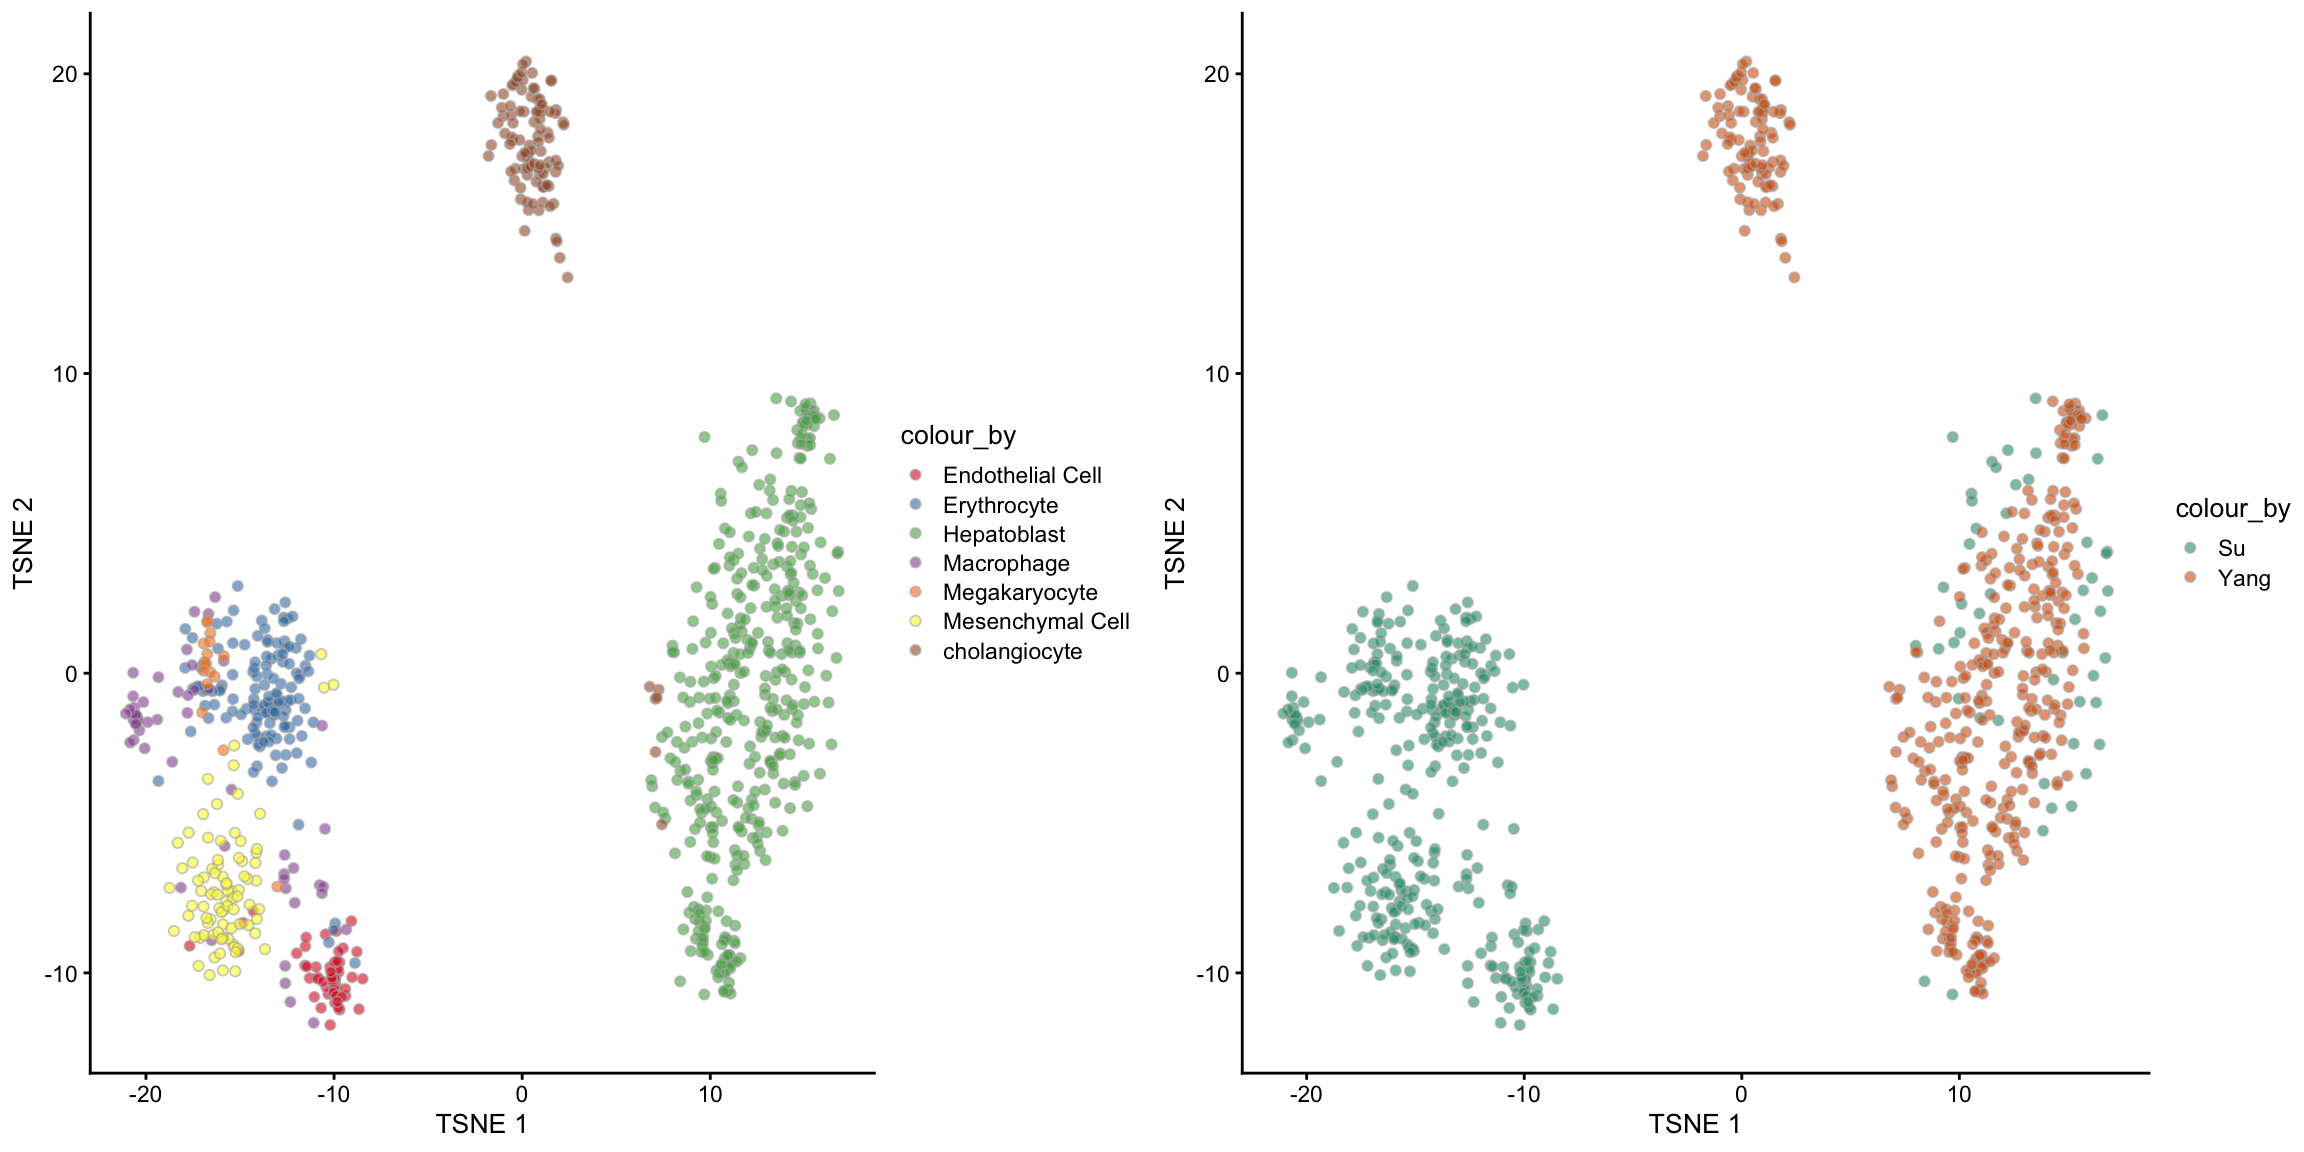 20
10
0
-10
TSNE 2
-20
-10
0
10
TSNE 1
colour_by
Endothelial Cell
Erythrocyte
Hepatoblast
Macrophage
Megakaryocyte
Mesenchymal Cell
cholangiocyte
20
10
0
-10
TSNE 2
-20
-10
0
10
TSNE 1
colour_by
Su
Yang